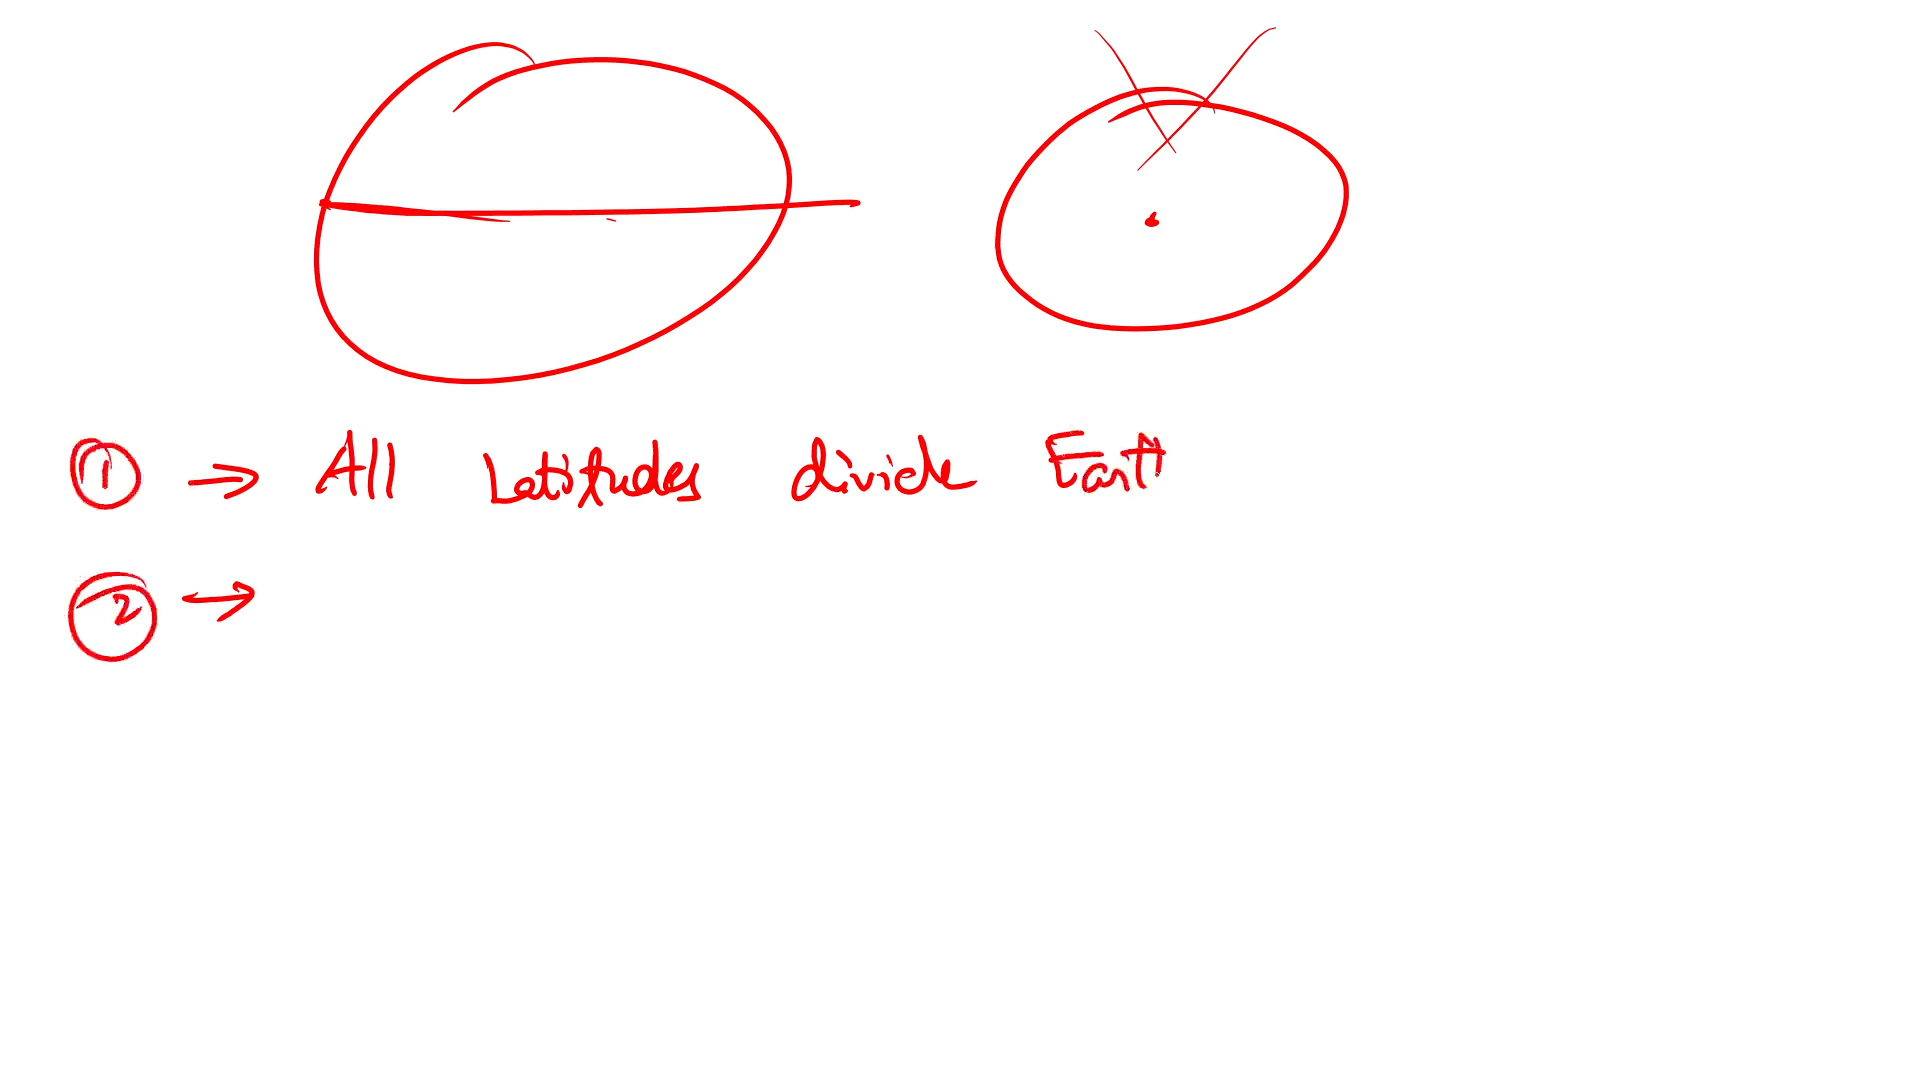 1 → All Latitudes divide Earth
2 →